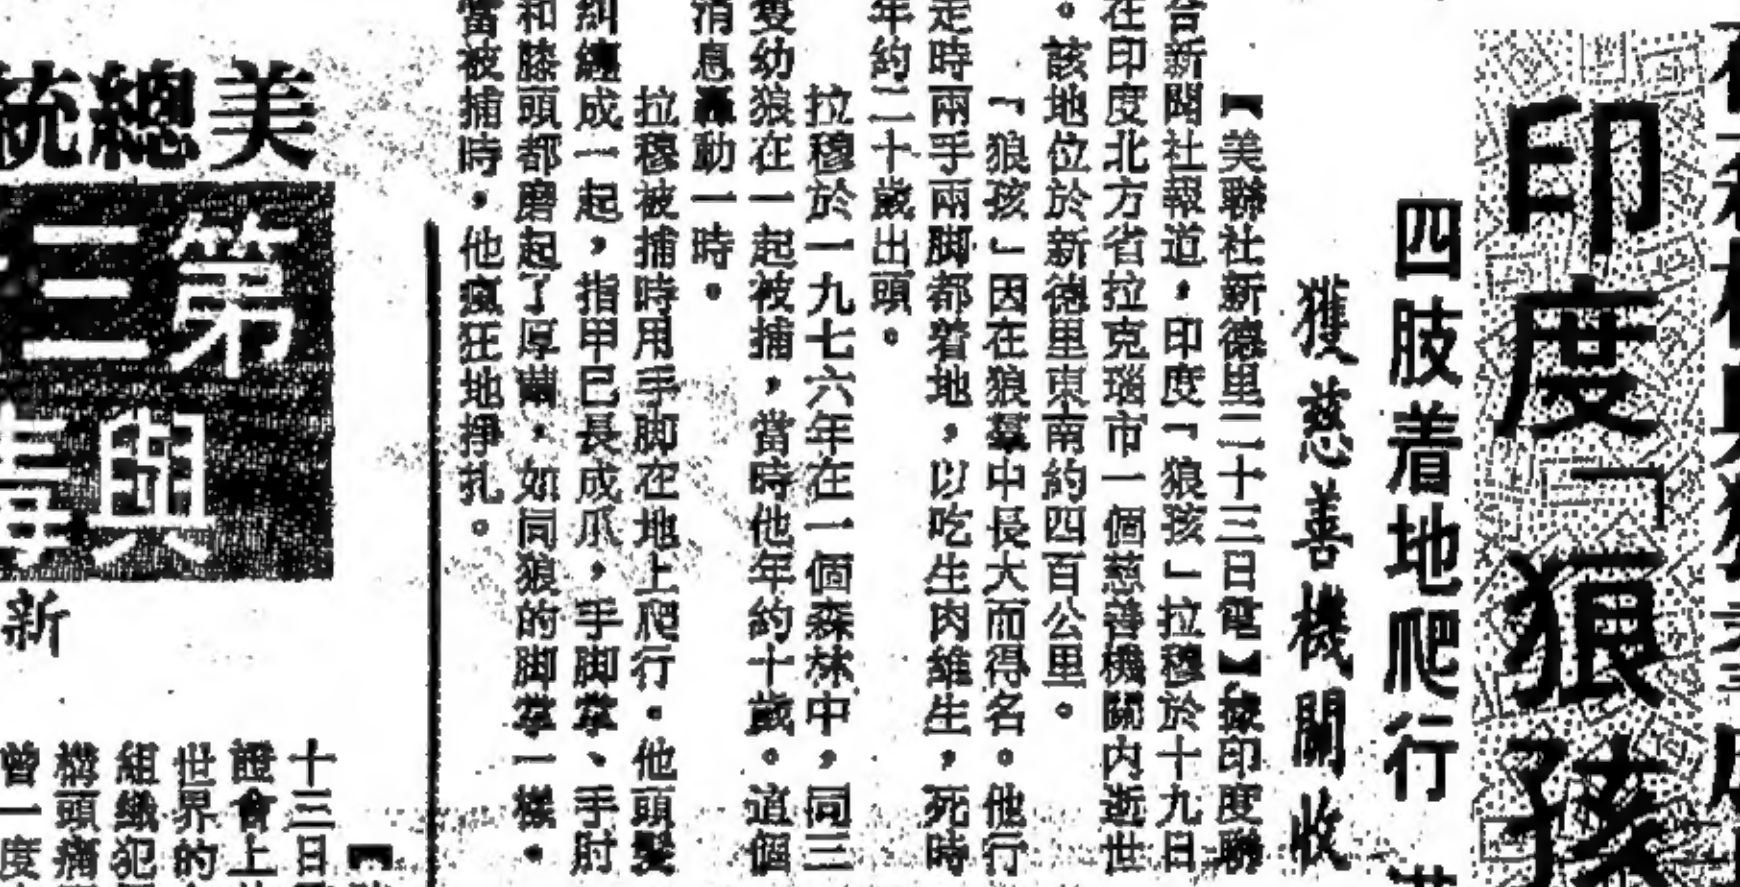 印度「狼孩
四肢着地爬行
獲慈善機關收
【美聯社新德里二十三日電】據印度聯
合新聞社報道，印度「狼孩」拉穆於十九日
在印度北方省拉克瑙市一個慈善機關內逝世
。該地位於新德里東南約四百公里。
「狼孩」因在狼羣中長大而得名。他行
走時兩手兩脚都着地，以吃生肉維生，死時
年約二十歲出頭。
拉穆於一九七六年在一個森林中，同三
隻幼狼在一起被捕，當時他年約十歲。這個
消息轟動一時。
拉穆被捕時用手脚在地上爬行。他頭髮
糾纏成一起，指甲已長成爪，手脚掌、手肘
和膝頭都磨起了厚繭，如同狼的脚掌一樣。
當被捕時，他瘋狂地掙扎。
美總統
第三
與
新
十三日
證會上
世界的
組織犯
構頭痛
曾一度